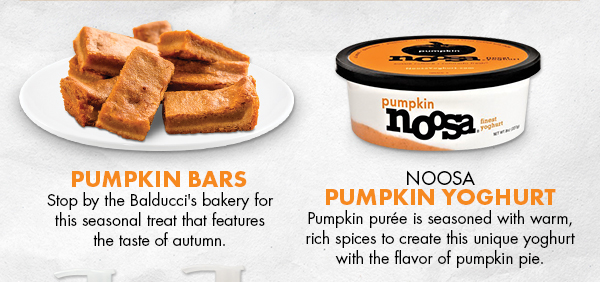 pumpkin
noosa
pumpkin
noosa
finest
yoghurt
PUMPKIN BARS
Stop by the Balducci's bakery for
this seasonal treat that features
the taste of autumn.
NOOSA
PUMPKIN YOGHURT
Pumpkin purée is seasoned with warm,
rich spices to create this unique yoghurt
with the flavor of pumpkin pie.